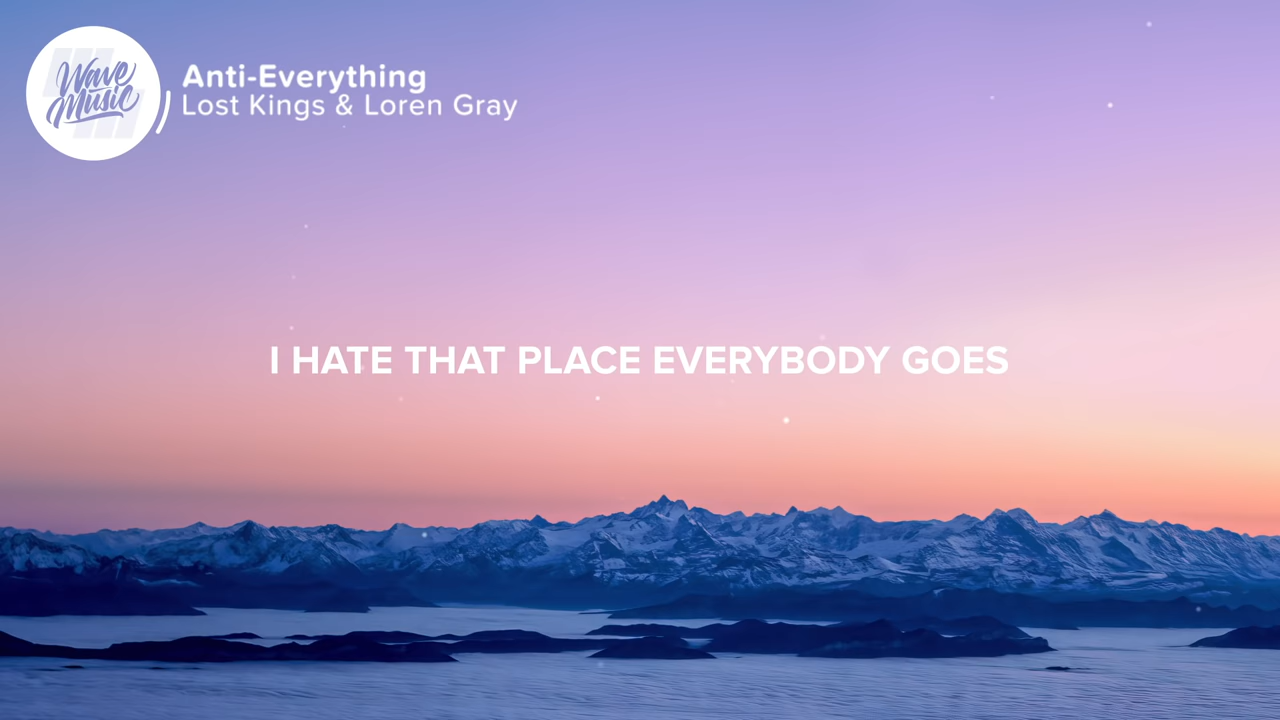 Wave
Music
Anti-Everything
Lost Kings & Loren Gray
I HATE THAT PLACE EVERYBODY GOES